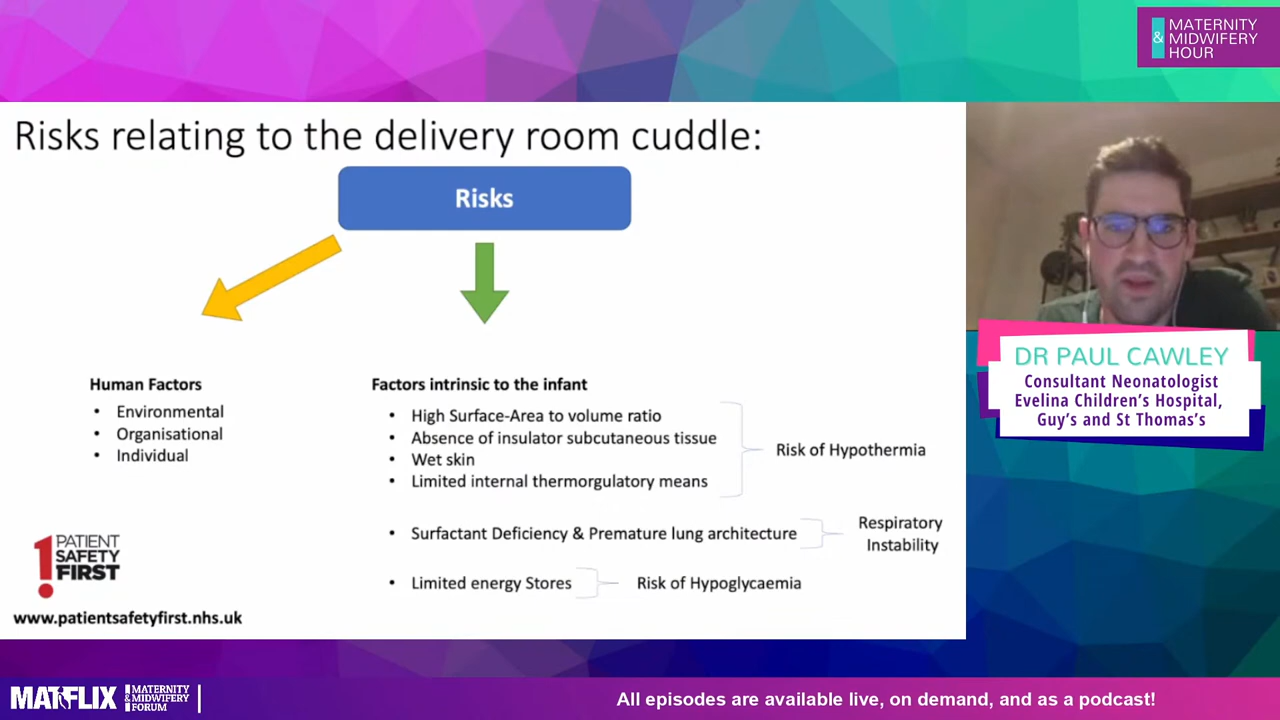 MATERNITY
& MIDWIFERY
HOUR
Risks relating to the delivery room cuddle:
Risks
Human Factors
• Environmental
• Organisational
• Individual
Factors intrinsic to the infant
• High Surface-Area to volume ratio
• Absence of insulator subcutaneous tissue
• Wet skin
• Limited internal thermorgulatory means
Risk of Hypothermia
• Surfactant Deficiency & Premature lung architecture
Respiratory
Instability
• Limited energy Stores
Risk of Hypoglycaemia
PATIENT
SAFETY
FIRST
www.patientsafetyfirst.nhs.uk
DR PAUL CAWLEY
Consultant Neonatologist
Evelina Children's Hospital,
Guy's and St Thomas's
MATFLIX
MATERNITY
& MIDWIFERY
FORUM
All episodes are available live, on demand, and as a podcast!